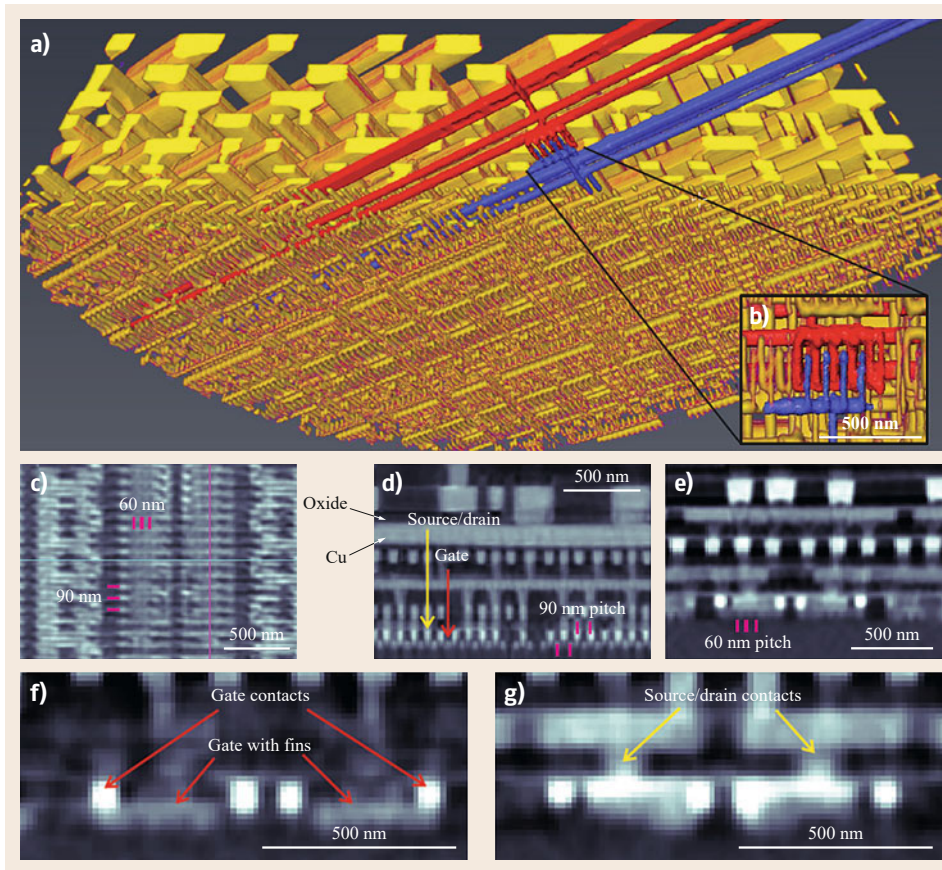 a)
b)
500 nm
c)
60 nm
90 nm
500 nm
Oxide
Cu
d)
500 nm
Source/drain
Gate
90 nm pitch
e)
60 nm pitch
500 nm
f)
Gate contacts
Gate with fins
500 nm
g)
Source/drain contacts
500 nm